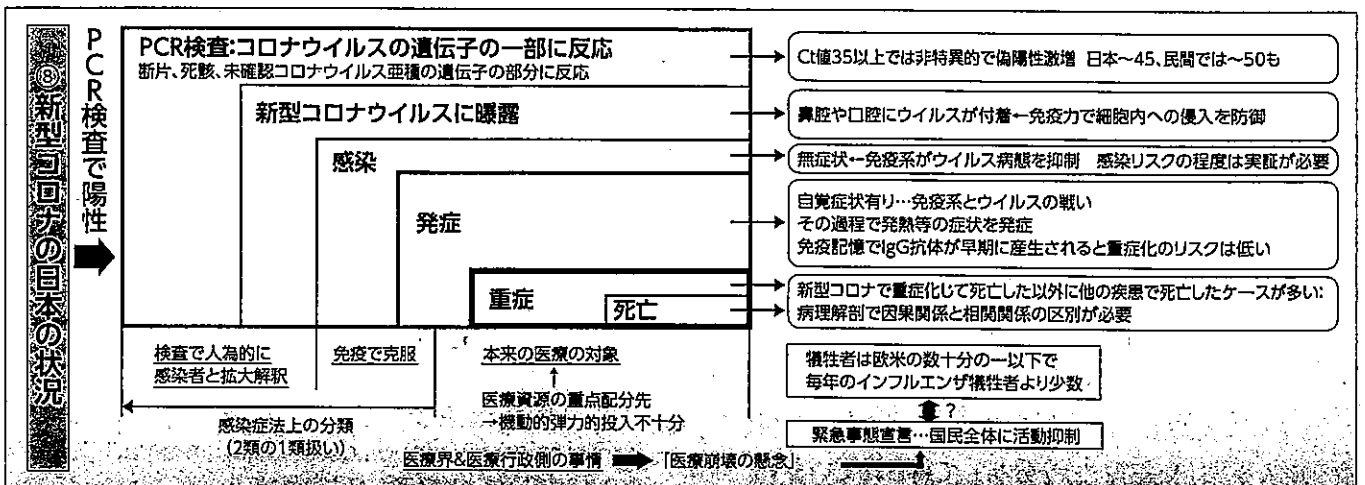 ⑧新型コロナの日本の状況
PCR検査で陽性
PCR検査:コロナウイルスの遺伝子の一部に反応
断片、死骸、未確認コロナウイルス亜種の遺伝子の部分に反応
新型コロナウイルスに曝露
感染
発症
重症
死亡
Ct値35以上では非特異的で偽陽性激増 日本~45、民間では~50も
鼻腔や口腔にウイルスが付着←免疫力で細胞内への侵入を防御
無症状←免疫系がウイルス病態を抑制 感染リスクの程度は実証が必要
自覚症状有り…免疫系とウイルスの戦い
その過程で発熱等の症状を発症
免疫記憶でIgG抗体が早期に産生されると重症化のリスクは低い
新型コロナで重症化して死亡した以外に他の疾患で死亡したケースが多い:
病理解剖で因果関係と相関関係の区別が必要
検査で人為的に
感染者と拡大解釈
免疫で克服
本来の医療の対象
医療資源の重点配分先
→機動的弾力的投入不十分
感染症法上の分類
(2類の1類扱い)
犠牲者は欧米の数十分の一以下で
毎年のインフルエンザ犠牲者より少数
?
緊急事態宣言…国民全体に活動抑制
医療界&医療行政側の事情 ➡ 「医療崩壊の懸念」